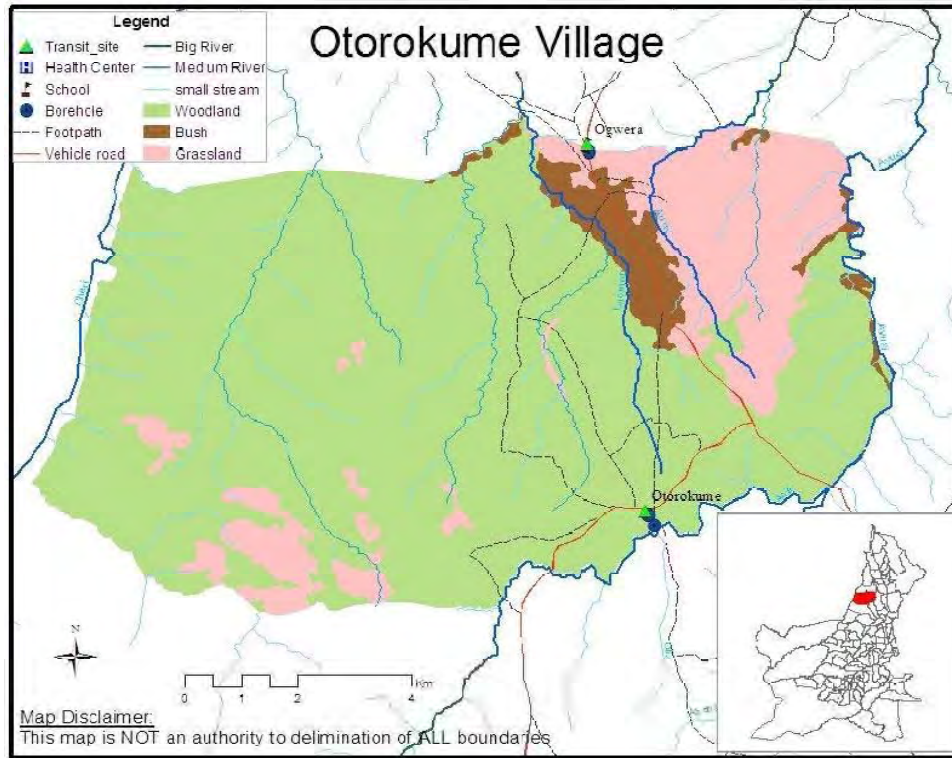 Otorokume Village
Legend
Transit_site
Health Center
School
Borehole
Footpath
Vehicle road
Big River
Medium River
small stream
Woodland
Bush
Grassland
Ogwera
Otorokume
N
Km
0 1 2 4
Map Disclaimer:
This map is NOT an authority to delimination of ALL boundaries